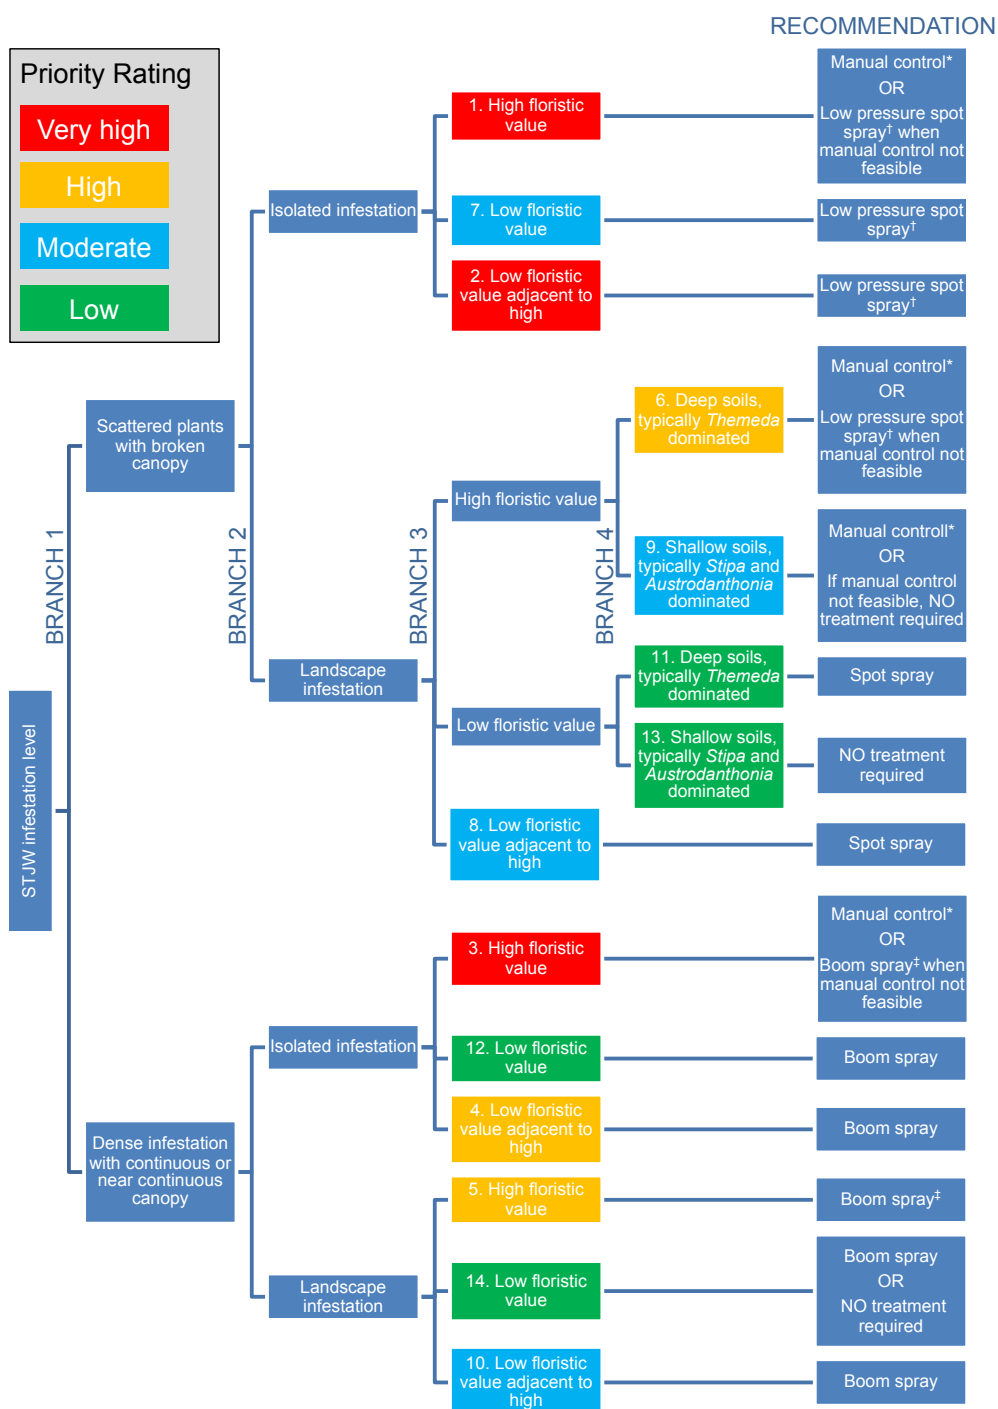 RECOMMENDATION
Priority Rating
Very high
High
Moderate
Low
STJW infestation level
BRANCH 1
Scattered plants
with broken
canopy
BRANCH 2
Isolated infestation
1. High floristic
value
Manual control*
OR
Low pressure spot
spray† when
manual control not
feasible
7. Low floristic
value
Low pressure spot
spray†
2. Low floristic
value adjacent to
high
Low pressure spot
spray†
Landscape
infestation
BRANCH 3
High floristic value
BRANCH 4
6. Deep soils,
typically Themeda
dominated
Manual control*
OR
Low pressure spot
spray† when
manual control not
feasible
9. Shallow soils,
typically Stipa and
Austrodanthonia
dominated
Manual controll*
OR
If manual control
not feasible, NO
treatment required
Low floristic value
11. Deep soils,
typically Themeda
dominated
Spot spray
13. Shallow soils,
typically Stipa and
Austrodanthonia
dominated
NO treatment
required
8. Low floristic
value adjacent to
high
Spot spray
Dense infestation
with continuous or
near continuous
canopy
Isolated infestation
3. High floristic
value
Manual control*
OR
Boom spray‡ when
manual control not
feasible
12. Low floristic
value
Boom spray
4. Low floristic
value adjacent to
high
Boom spray
Landscape
infestation
5. High floristic
value
Boom spray‡
14. Low floristic
value
Boom spray
OR
NO treatment
required
10. Low floristic
value adjacent to
high
Boom spray